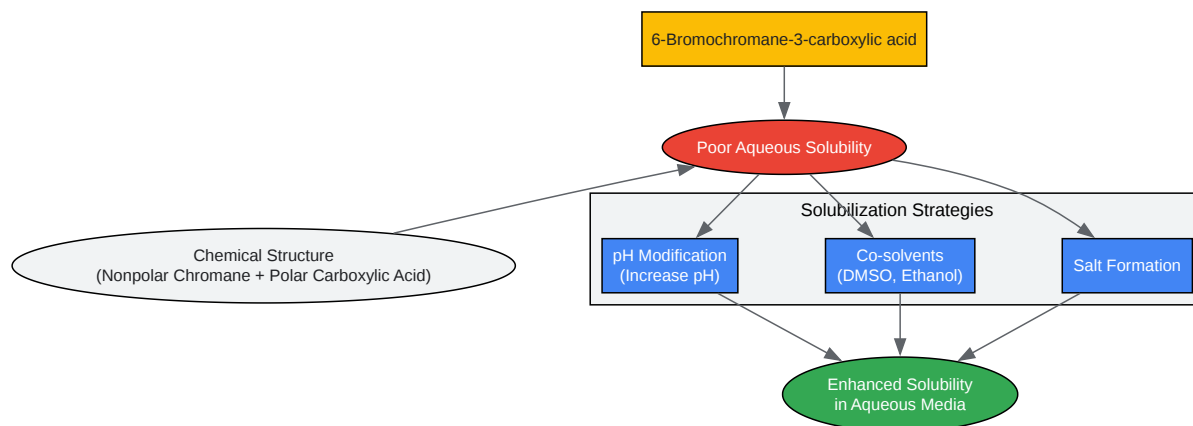 6-Bromochromane-3-carboxylic acid
Poor Aqueous Solubility
Solubilization Strategies
Chemical Structure
(Nonpolar Chromane + Polar Carboxylic Acid)
pH Modification
(Increase pH)
Co-solvents
(DMSO, Ethanol)
Salt Formation
Enhanced Solubility
in Aqueous Media